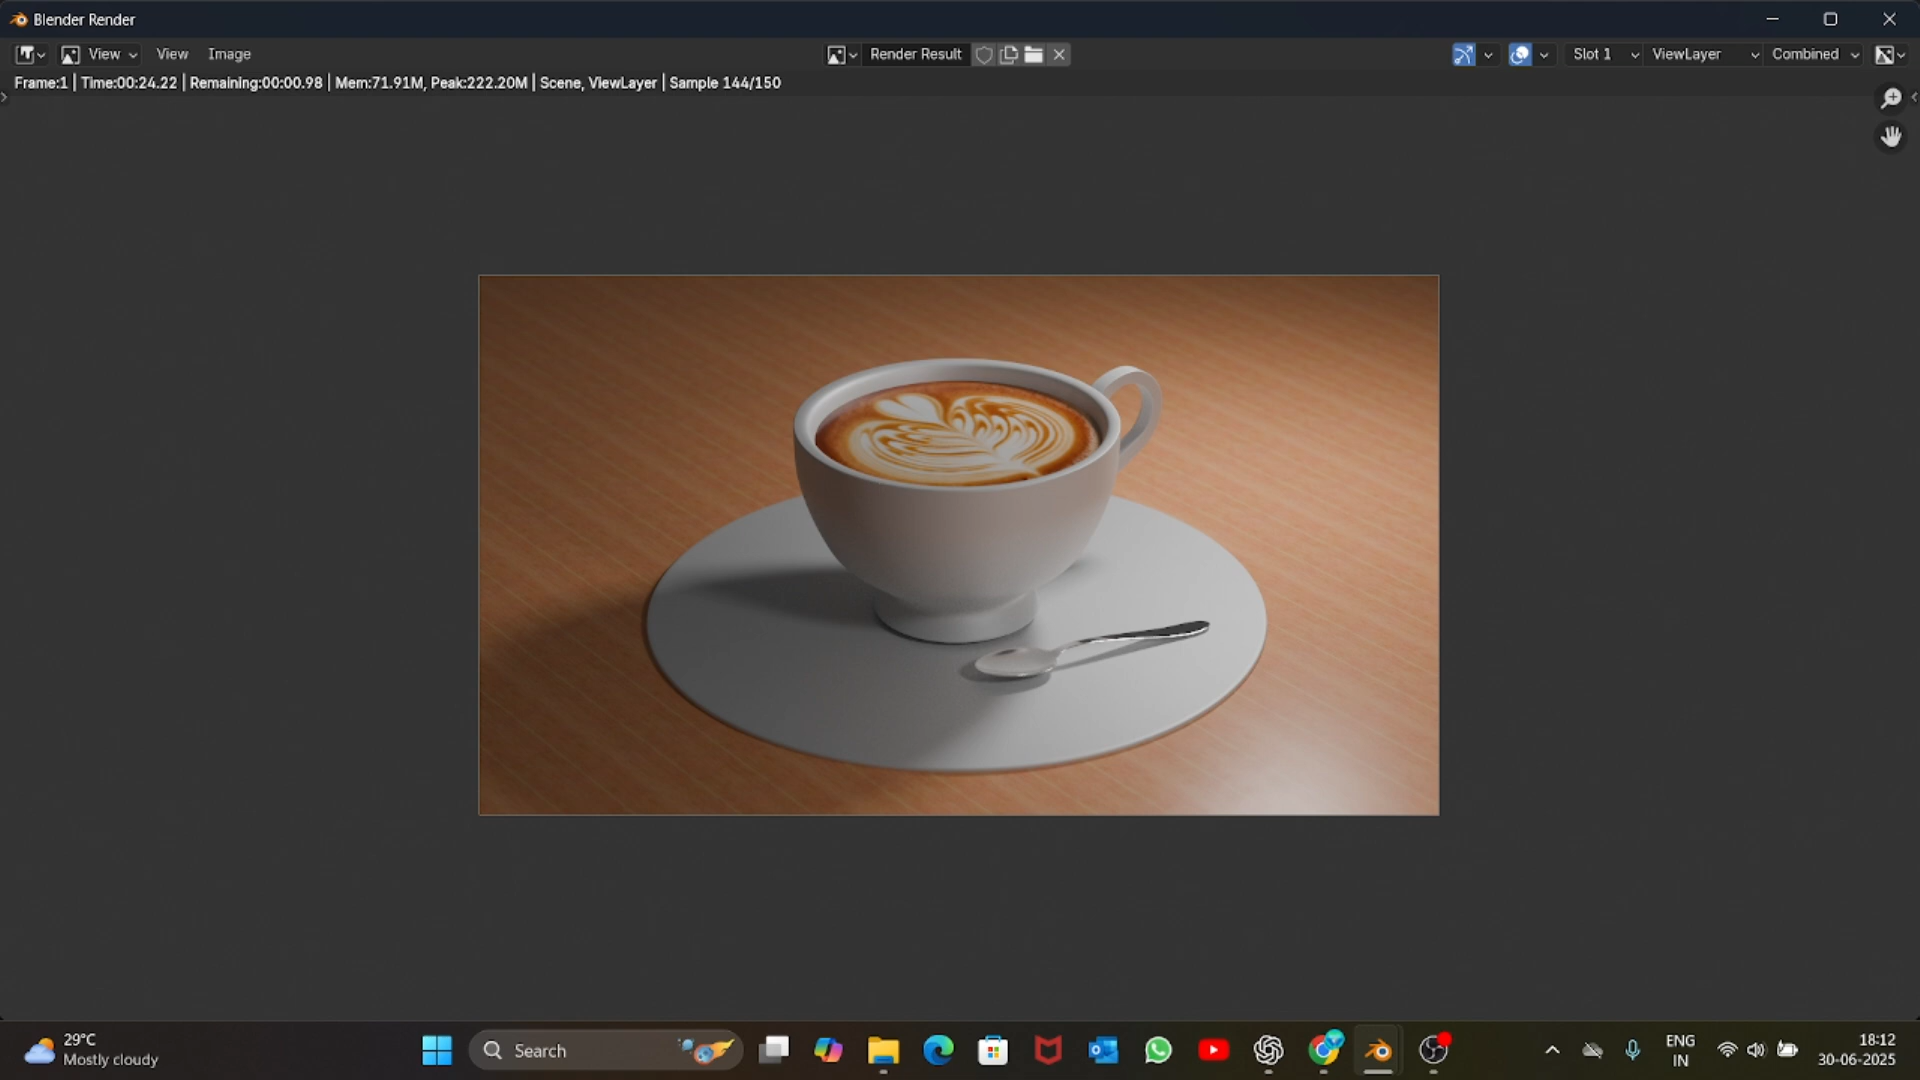 Blender Render
View View Image Render Result Slot 1 ViewLayer Combined
Frame:1 | Time:00:24.22 | Remaining:00:00.98 | Mem:71.91M, Peak:222.20M | Scene, ViewLayer | Sample 144/150
29°C
Mostly cloudy
Search
ENG
IN
18:12
30-06-2025